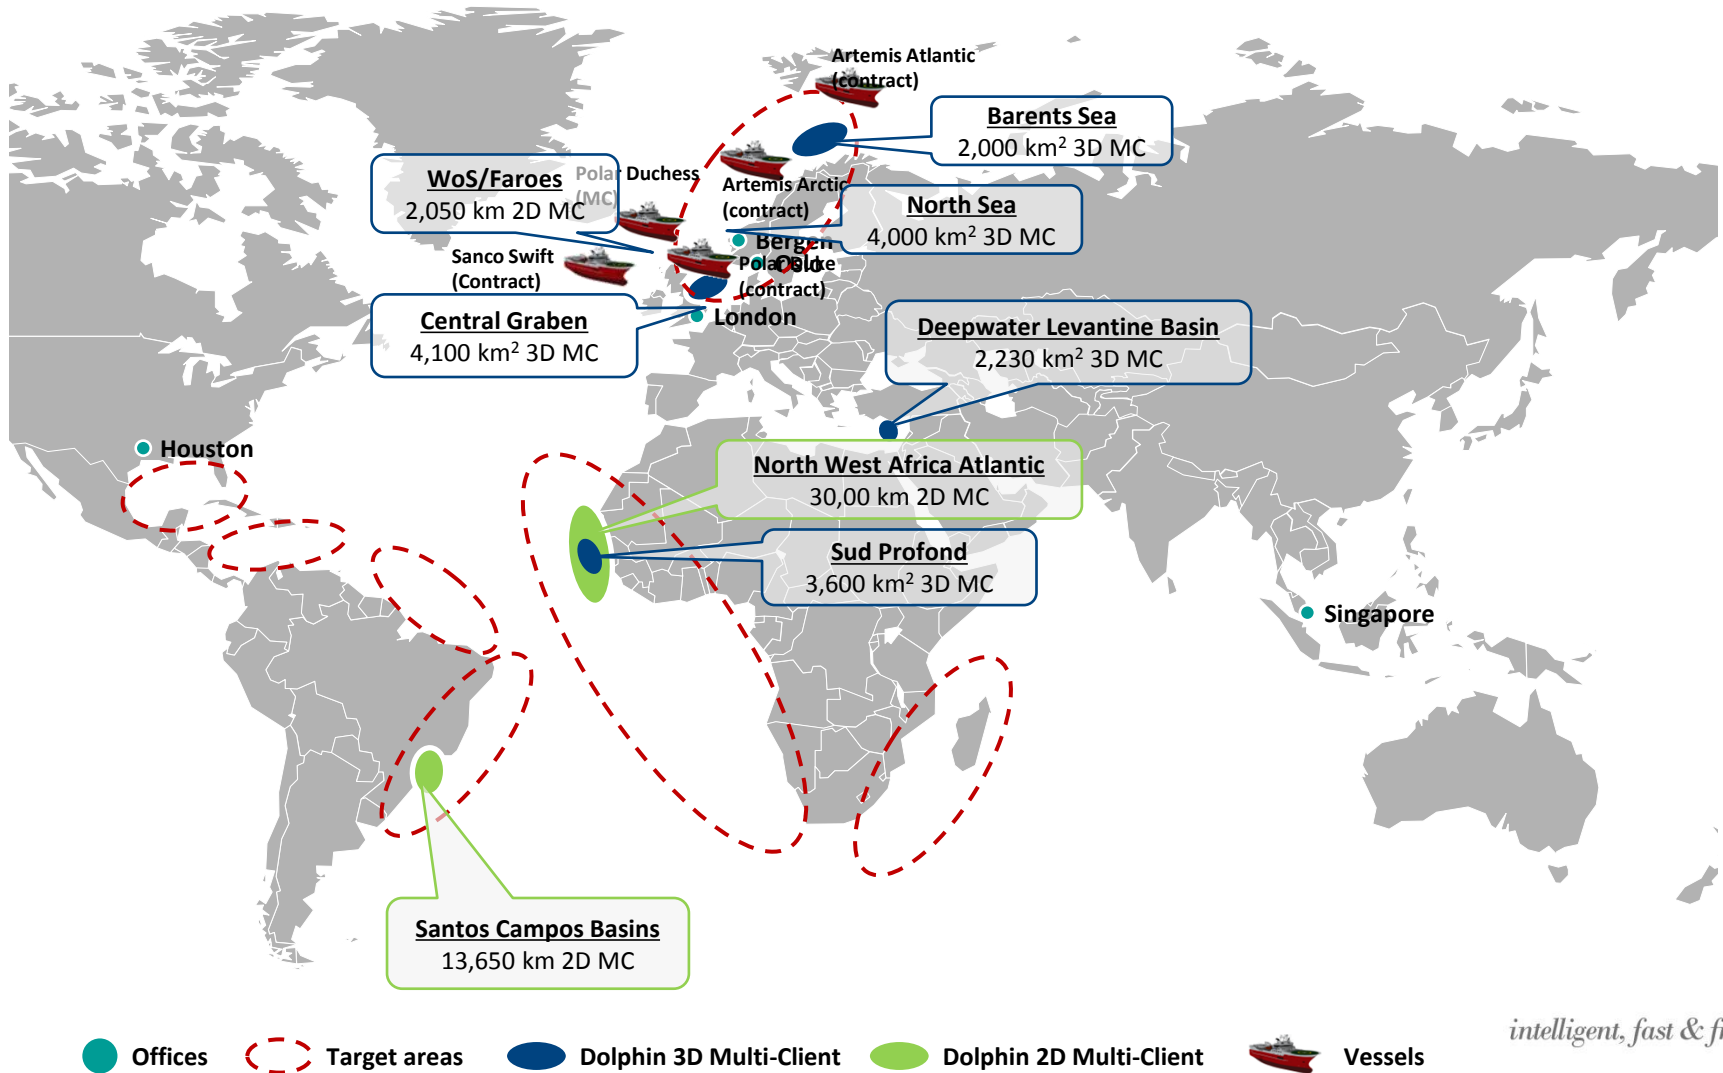 Artemis Atlantic
(contract)
Barents Sea
2,000 km² 3D MC
WoS/Faroes
2,050 km 2D MC
Polar Duchess
(MC)
Artemis Arctic
(contract)
North Sea
4,000 km² 3D MC
Bergen
Oslo
Sanco Swift
(Contract)
Polar Duke
(contract)
Central Graben
4,100 km² 3D MC
London
Deepwater Levantine Basin
2,230 km² 3D MC
Houston
North West Africa Atlantic
30,00 km 2D MC
Sud Profond
3,600 km² 3D MC
Singapore
Santos Campos Basins
13,650 km 2D MC
intelligent, fast &
Offices
Target areas
Dolphin 3D Multi-Client
Dolphin 2D Multi-Client
Vessels